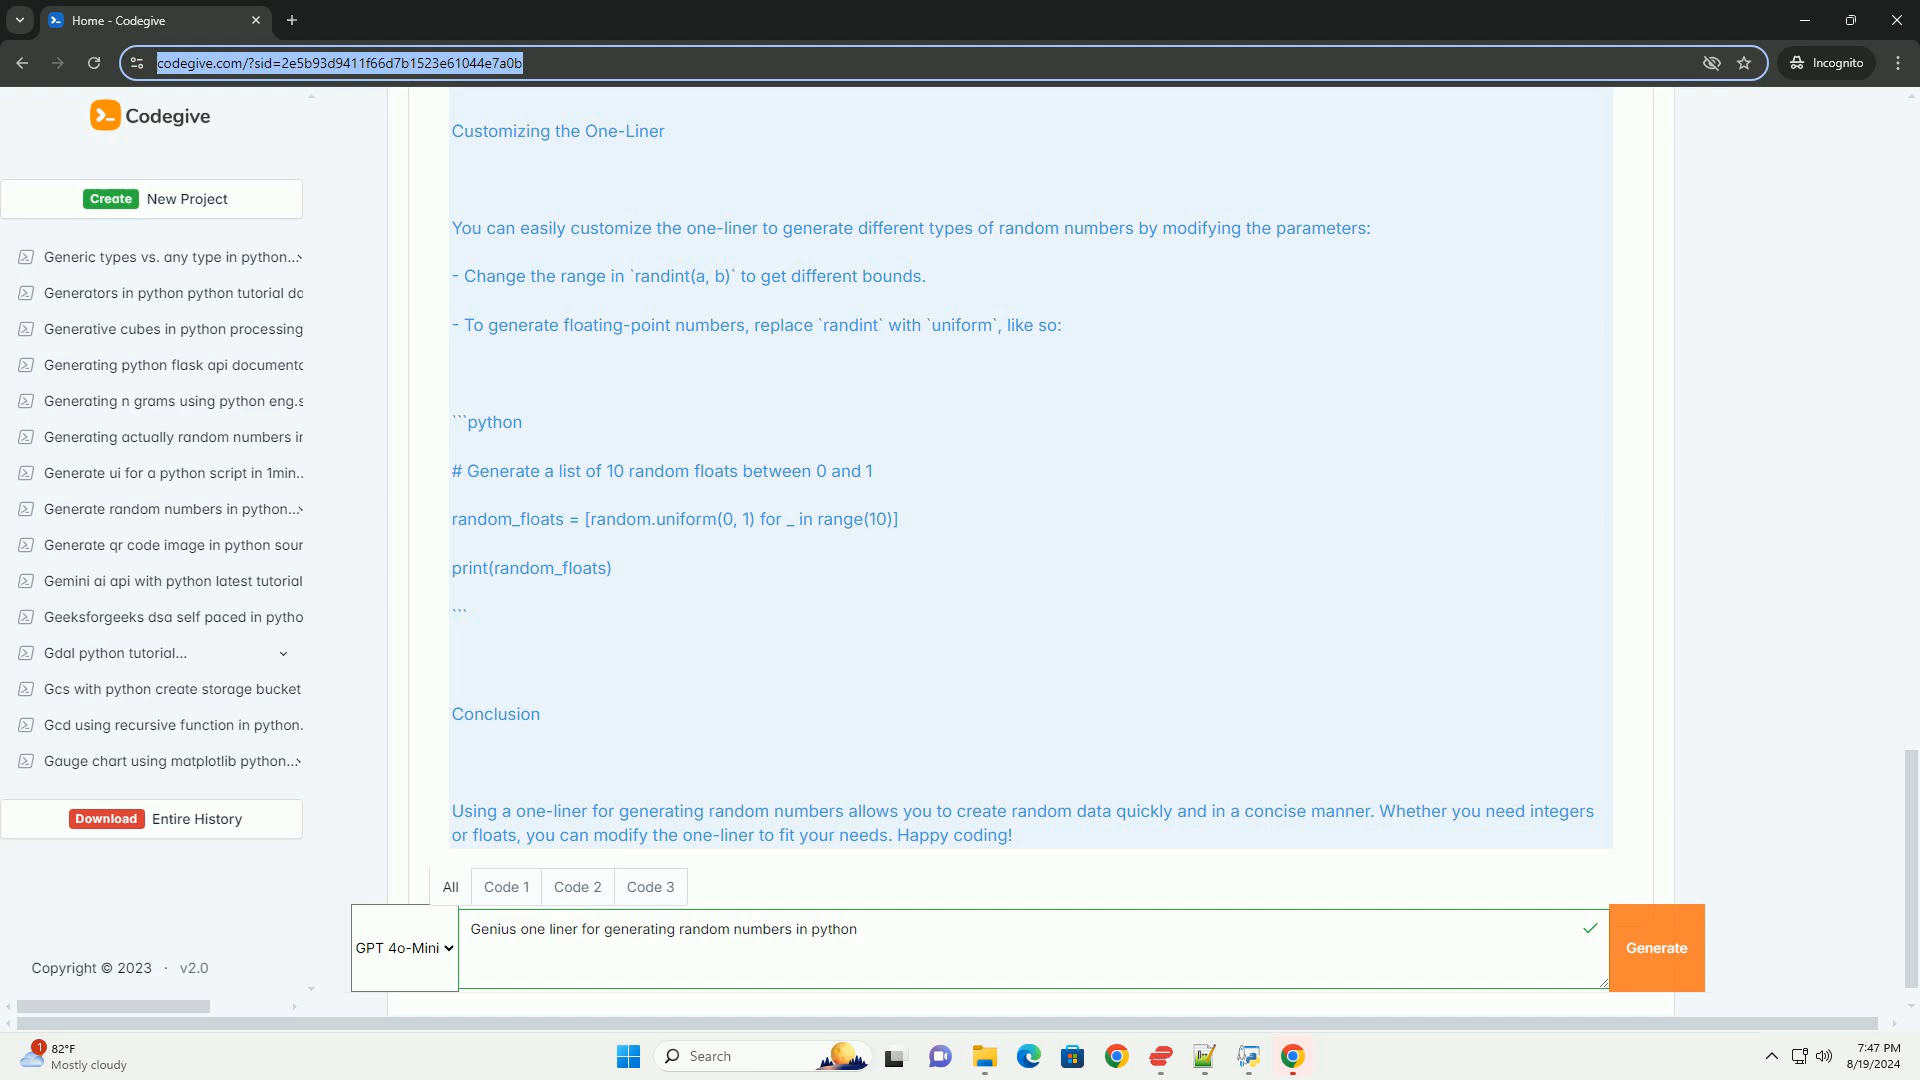 Home - Codegive
codegive.com/?sid=2e5b93d9411f66d7b1523e61044e7a0b
Incognito
Codegive
Create New Project
Generic types vs. any type in python...
Generators in python python tutorial da
Generative cubes in python processing
Generating python flask api documenta
Generating n grams using python eng.s
Generating actually random numbers in
Generate ui for a python script in 1min..
Generate random numbers in python...
Generate qr code image in python sour
Gemini ai api with python latest tutorial
Geeksforgeeks dsa self paced in pytho
Gdal python tutorial...
Gcs with python create storage bucket
Gcd using recursive function in python.
Gauge chart using matplotlib python...
Download Entire History
Copyright © 2023 · v2.0
Customizing the One-Liner
You can easily customize the one-liner to generate different types of random numbers by modifying the parameters:
- Change the range in `randint(a, b)` to get different bounds.
- To generate floating-point numbers, replace `randint` with `uniform`, like so:
```python
# Generate a list of 10 random floats between 0 and 1
random_floats = [random.uniform(0, 1) for _ in range(10)]
print(random_floats)
```
Conclusion
Using a one-liner for generating random numbers allows you to create random data quickly and in a concise manner. Whether you need integers
or floats, you can modify the one-liner to fit your needs. Happy coding!
All Code 1 Code 2 Code 3
GPT 4o-Mini
Genius one liner for generating random numbers in python
Generate
1
82°F
Mostly cloudy
Search
7:47 PM
8/19/2024